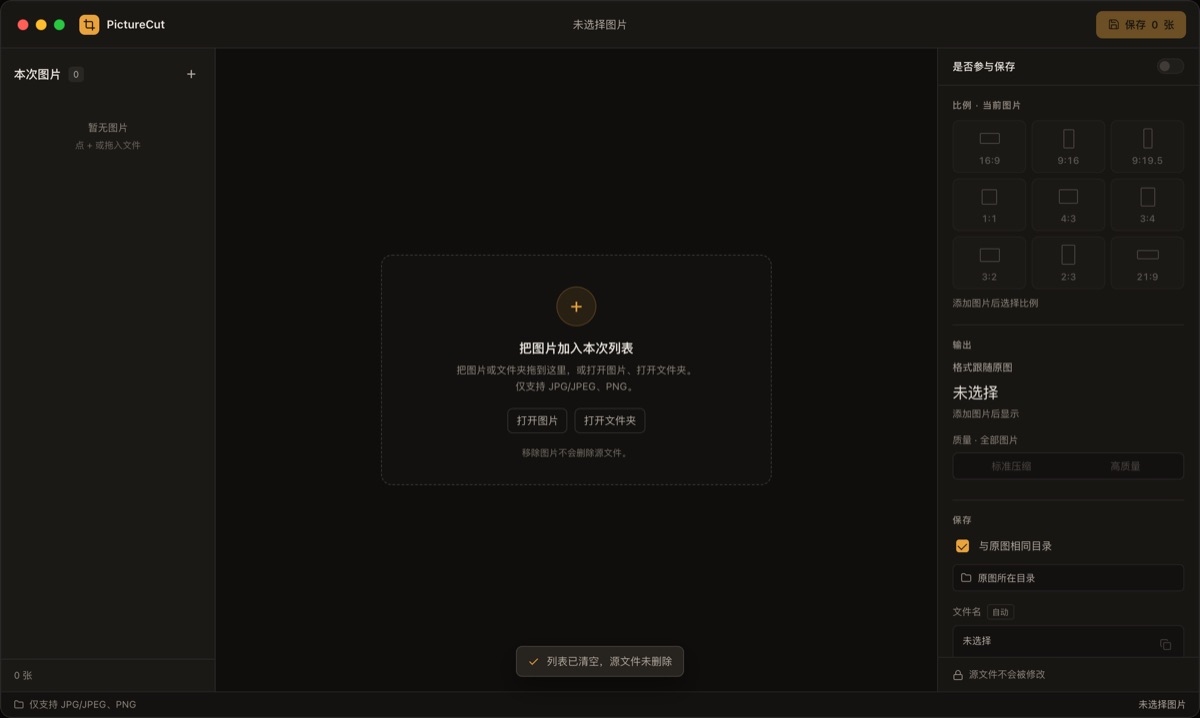 PictureCut
未选择图片
保存 0 张
本次图片 0
+
暂无图片
点 + 或拖入文件
0 张
+
把图片加入本次列表
把图片或文件夹拖到这里，或打开图片、打开文件夹。
仅支持 JPG/JPEG、PNG。
打开图片 打开文件夹
移除图片不会删除源文件。
列表已清空，源文件未删除
是否参与保存
比例 · 当前图片
16:9 9:16 9:19.5
1:1 4:3 3:4
3:2 2:3 21:9
添加图片后选择比例
输出
格式跟随原图
未选择
添加图片后显示
质量 · 全部图片
标准压缩 高质量
保存
与原图相同目录
原图所在目录
文件名 自动
未选择
源文件不会被修改
仅支持 JPG/JPEG、PNG
未选择图片